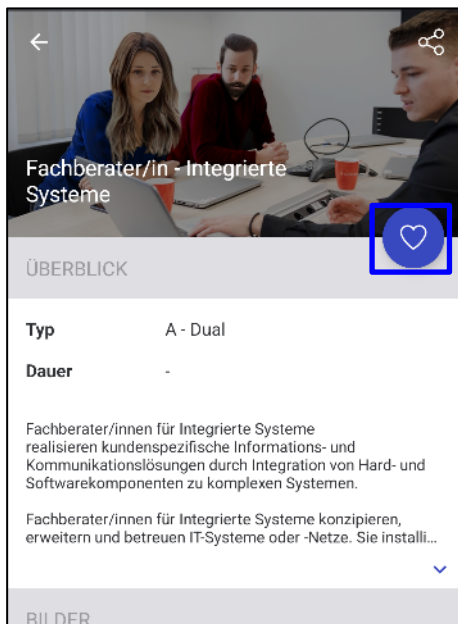 Fachberater/in - Integrierte
Systeme
ÜBERBLICK
Typ A - Dual
Dauer -
Fachberater/innen für Integrierte Systeme
realisieren kundenspezifische Informations- und
Kommunikationslösungen durch Integration von Hard- und
Softwarekomponenten zu komplexen Systemen.
Fachberater/innen für Integrierte Systeme konzipieren,
erweitern und betreuen IT-Systeme oder -Netze. Sie installi...
BILDER